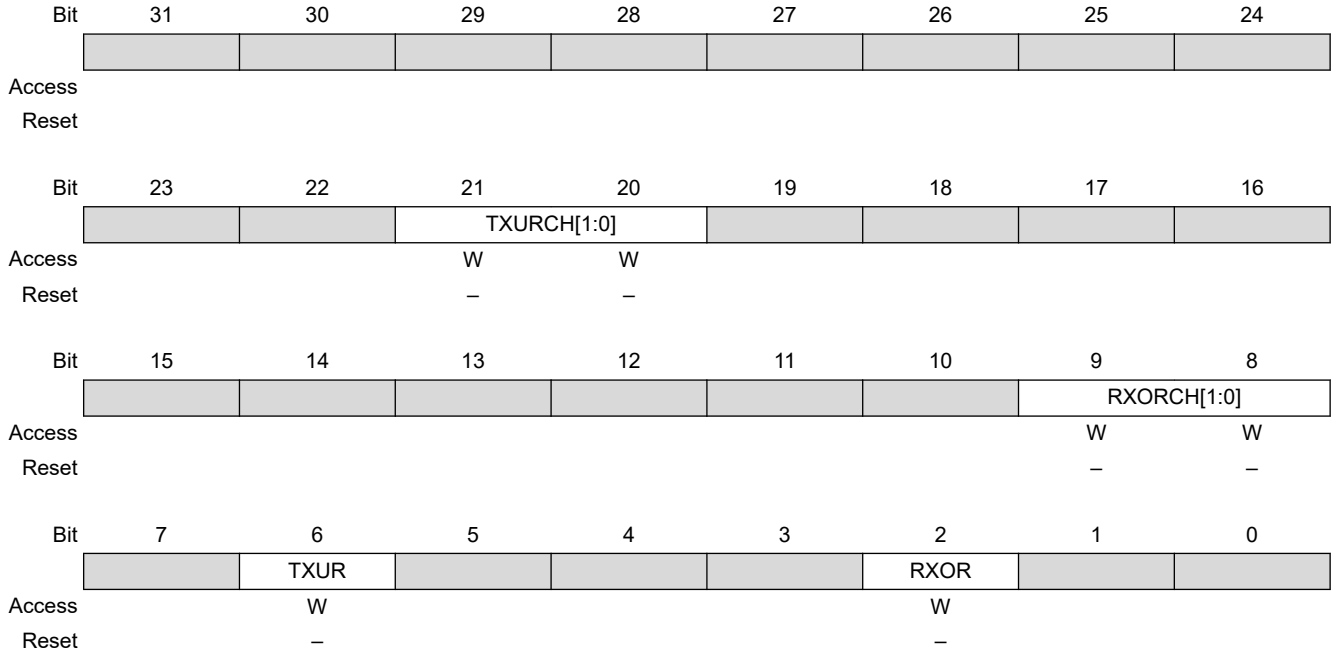 Bit 31 30 29 28 27 26 25 24
Access
Reset
Bit 23 22 21 20 19 18 17 16
TXURCH[1:0]
Access W W
Reset – –
Bit 15 14 13 12 11 10 9 8
RXORCH[1:0]
Access W W
Reset – –
Bit 7 6 5 4 3 2 1 0
TXUR RXOR
Access W W
Reset – –